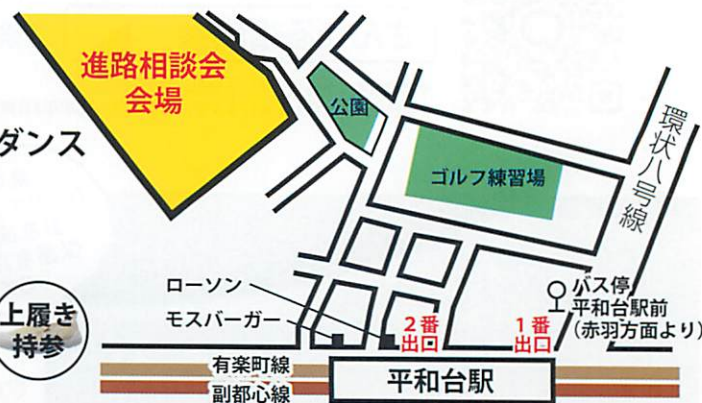 進路相談会
会場
ダンス
公園
ゴルフ練習場
環状八号線
上履き
持参
ローソン
モスバーガー
2番
出口
1番
出口
バス停
平和台駅前
(赤羽方面より)
有楽町線
副都心線
平和台駅